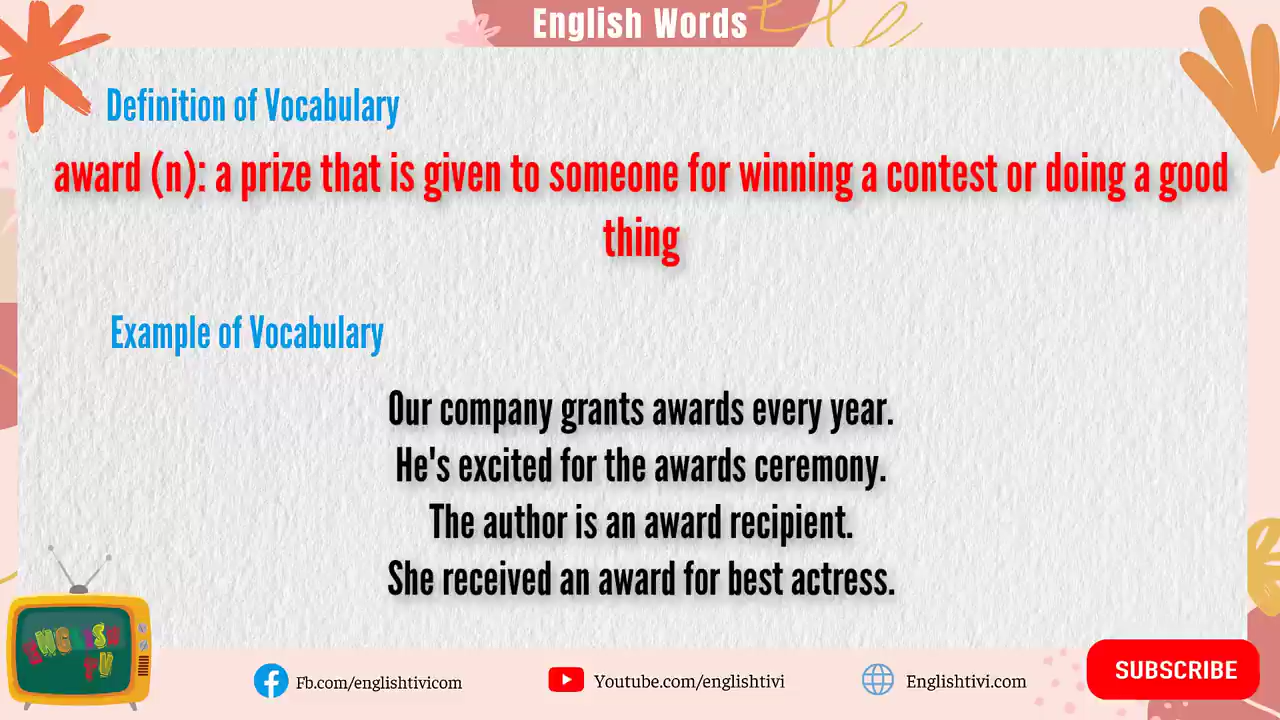 English Words
Definition of Vocabulary
award (n): a prize that is given to someone for winning a contest or doing a good
thing
Example of Vocabulary
Our company grants awards every year.
He's excited for the awards ceremony.
The author is an award recipient.
She received an award for best actress.
ENGLISH
TV
Fb.com/englishtivicom
Youtube.com/englishtivi
Englishtivi.com
SUBSCRIBE